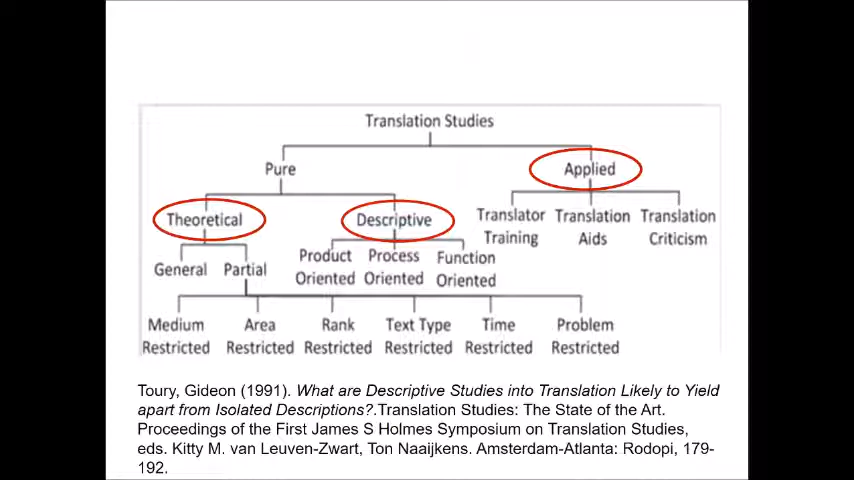 Translation Studies
Pure
Applied
Theoretical
Descriptive
Translator Training
Translation Aids
Translation Criticism
General
Partial
Product Oriented
Process Oriented
Function Oriented
Medium Restricted
Area Restricted
Rank Restricted
Text Type Restricted
Time Restricted
Problem Restricted
Toury, Gideon (1991). What are Descriptive Studies into Translation Likely to Yield
apart from Isolated Descriptions?.Translation Studies: The State of the Art.
Proceedings of the First James S Holmes Symposium on Translation Studies,
eds. Kitty M. van Leuven-Zwart, Ton Naaijkens. Amsterdam-Atlanta: Rodopi, 179-
192.